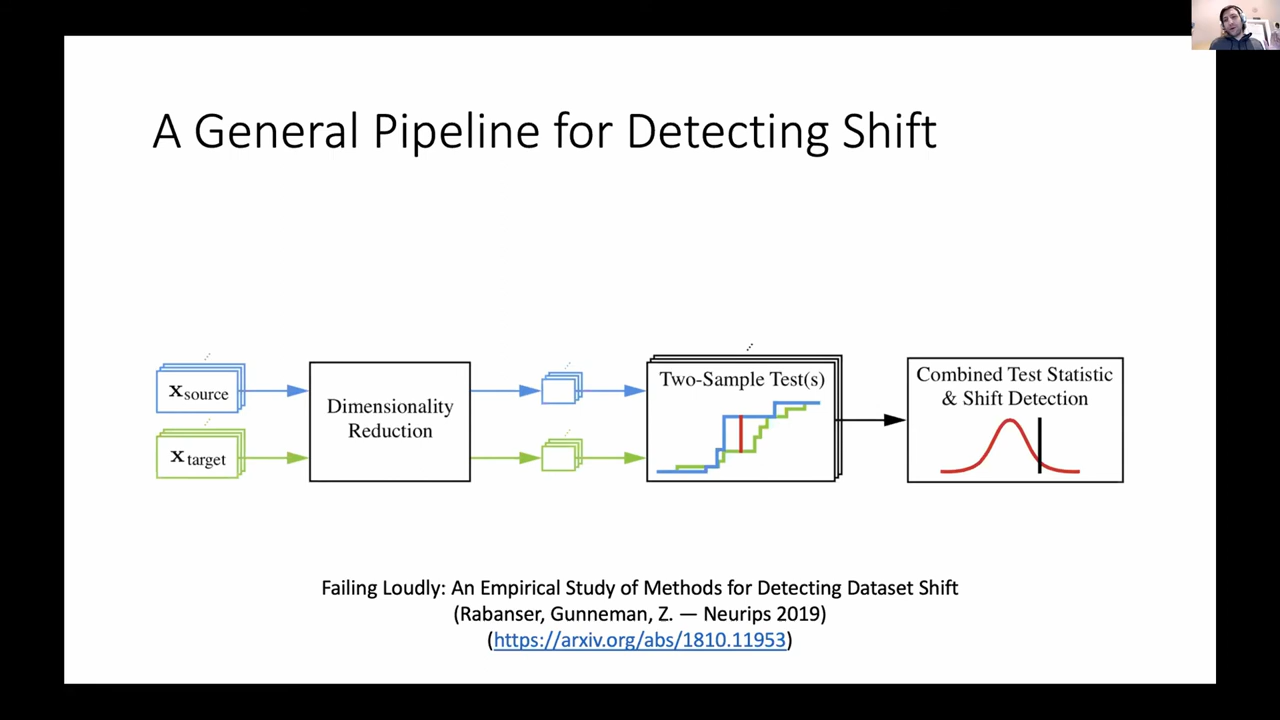 A General Pipeline for Detecting Shift
x source
x target
Dimensionality
Reduction
Two-Sample Test(s)
Combined Test Statistic
& Shift Detection
Failing Loudly: An Empirical Study of Methods for Detecting Dataset Shift
(Rabanser, Gunneman, Z. — Neurips 2019)
(https://arxiv.org/abs/1810.11953)